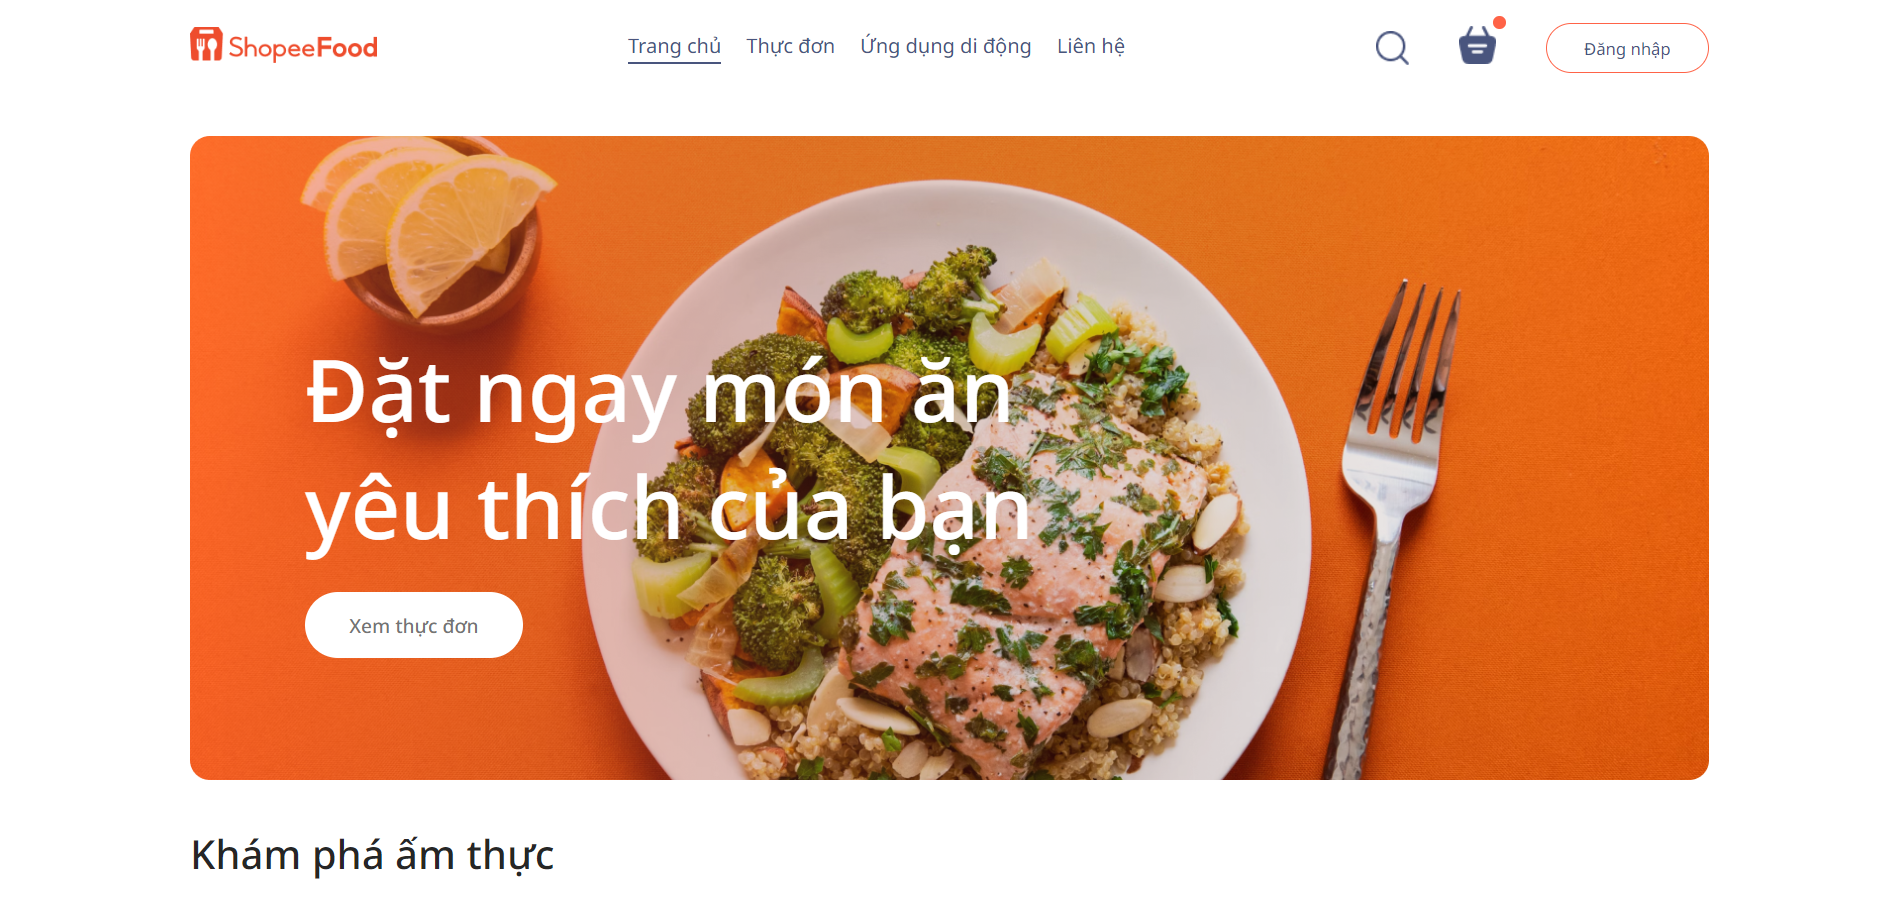 ShopeeFood
Trang chủ Thực đơn Ứng dụng di động Liên hệ
Đăng nhập
Đặt ngay món ăn
yêu thích của bạn
Xem thực đơn
Khám phá ẩm thực